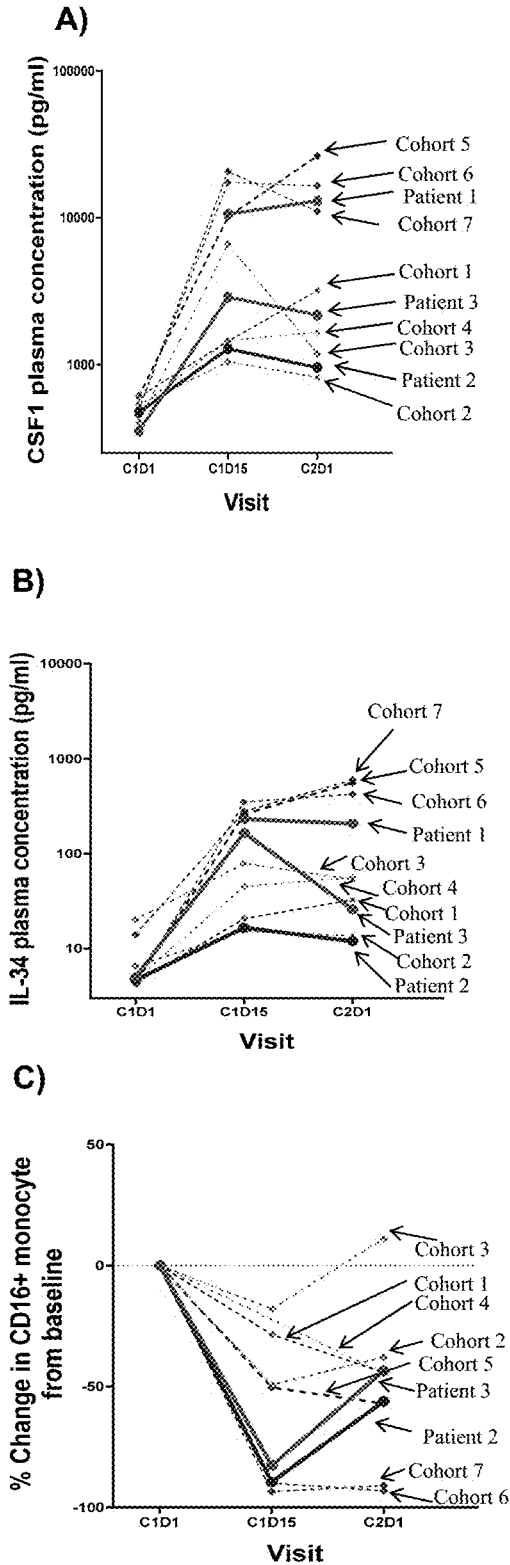 A)
CSF1 plasma concentration (pg/ml)
100000
10000
1000
C1D1 C1D15 C2D1
Visit
Cohort 5
Cohort 6
Patient 1
Cohort 7
Cohort 1
Patient 3
Cohort 4
Cohort 3
Patient 2
Cohort 2
B)
IL-34 plasma concentration (pg/ml)
10000
1000
100
10
C1D1 C1D15 C2D1
Visit
Cohort 7
Cohort 5
Cohort 6
Patient 1
Cohort 3
Cohort 4
Cohort 1
Patient 3
Cohort 2
Patient 2
C)
% Change in CD16+ monocyte
from baseline
50
0
-50
-100
C1D1 C1D15 C2D1
Visit
Cohort 3
Cohort 1
Cohort 4
Cohort 2
Cohort 5
Patient 3
Patient 2
Cohort 7
Cohort 6